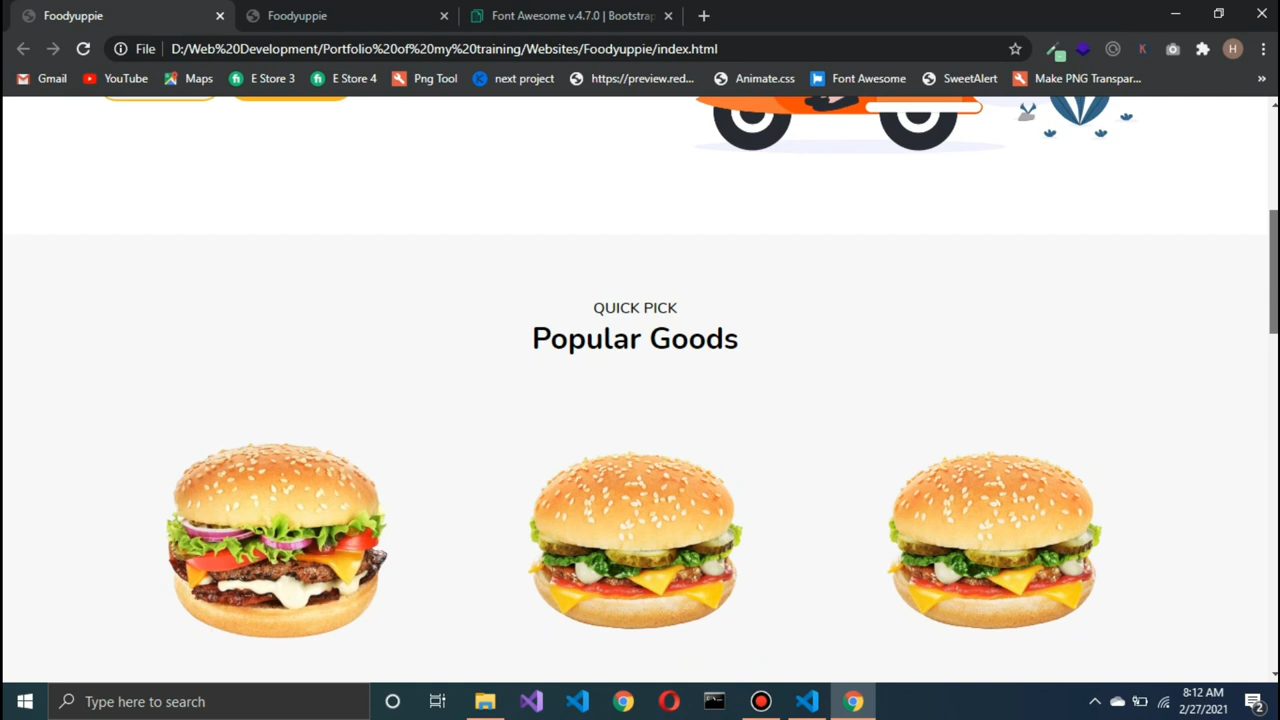 Foodyuppie
Foodyuppie
Font Awesome v.4.7.0 | Bootstrap
File
D:/Web%20Development/Portfolio%20of%20my%20training/Websites/Foodyuppie/index.html
K
H
Gmail
YouTube
Maps
E Store 3
E Store 4
Png Tool
next project
https://preview.red...
Animate.css
Font Awesome
SweetAlert
Make PNG Transpar...
»
QUICK PICK
Popular Goods
Type here to search
8:12 AM
2/27/2021
2